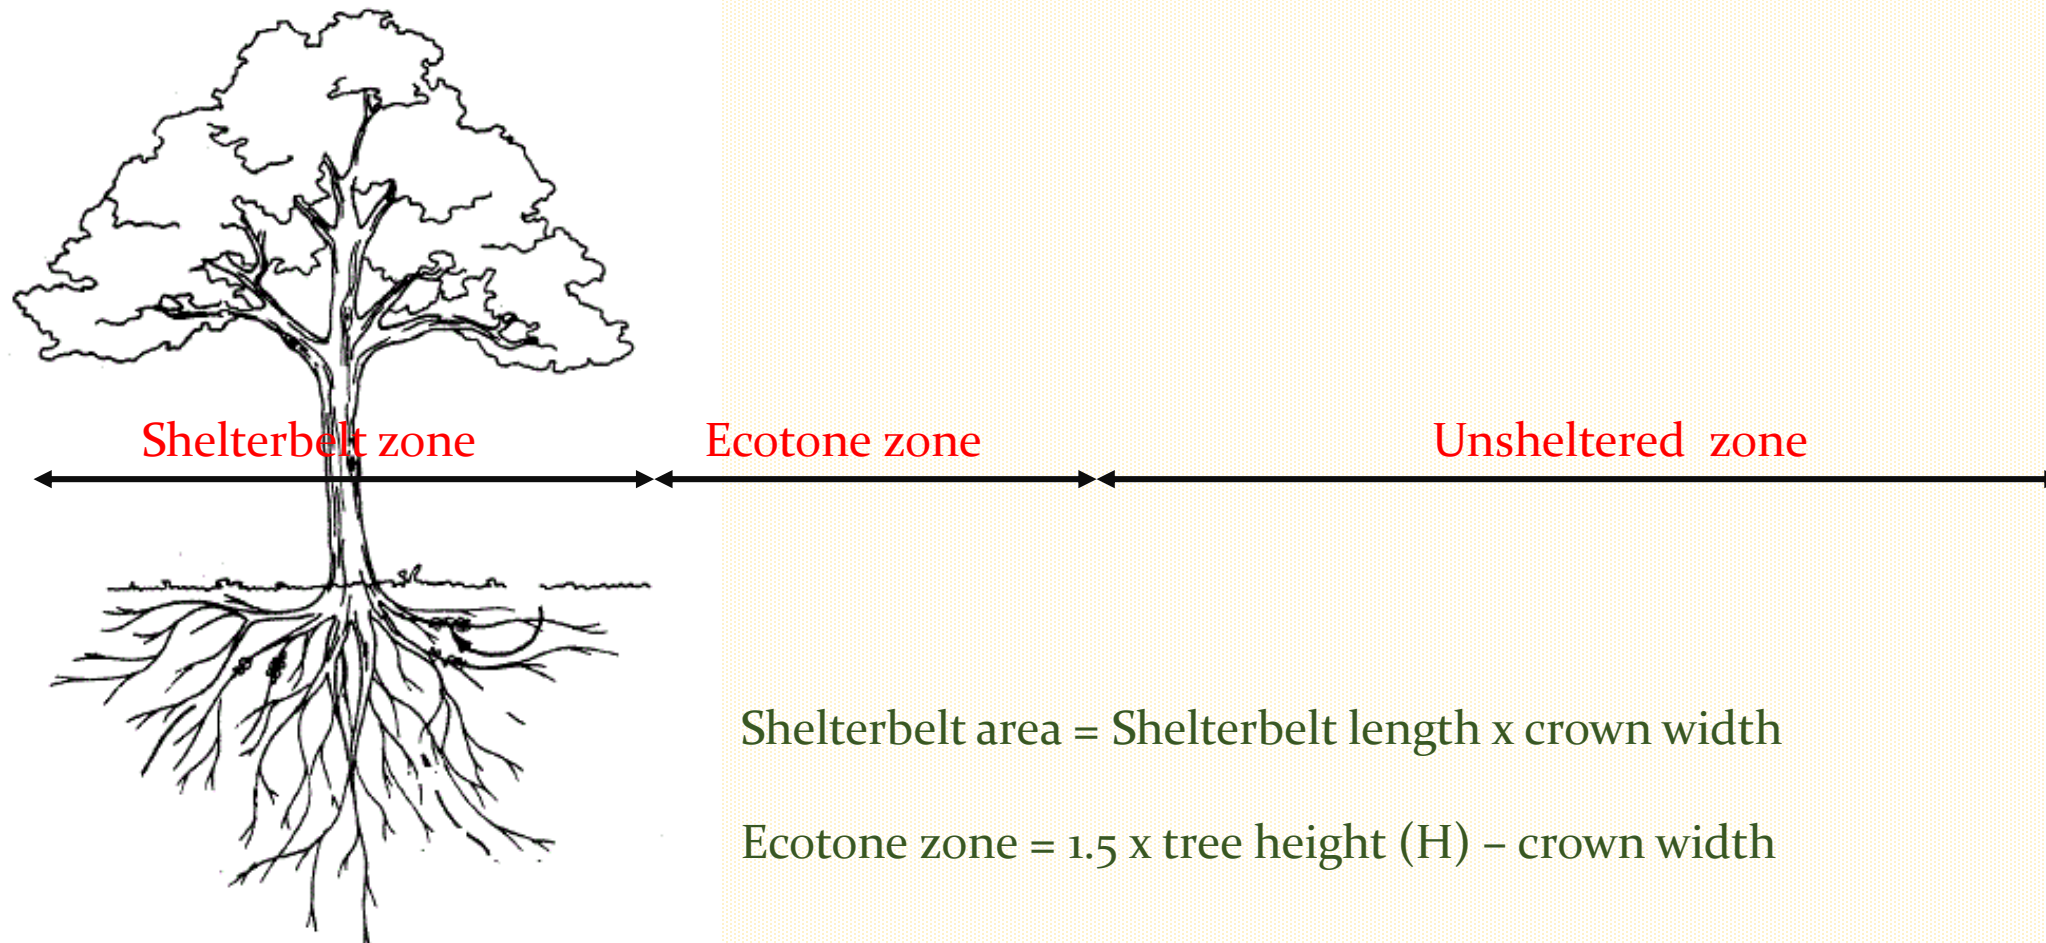 Shelterbelt zone
Ecotone zone
Unsheltered zone
Shelterbelt area = Shelterbelt length x crown width
Ecotone zone = 1.5 x tree height (H) – crown width